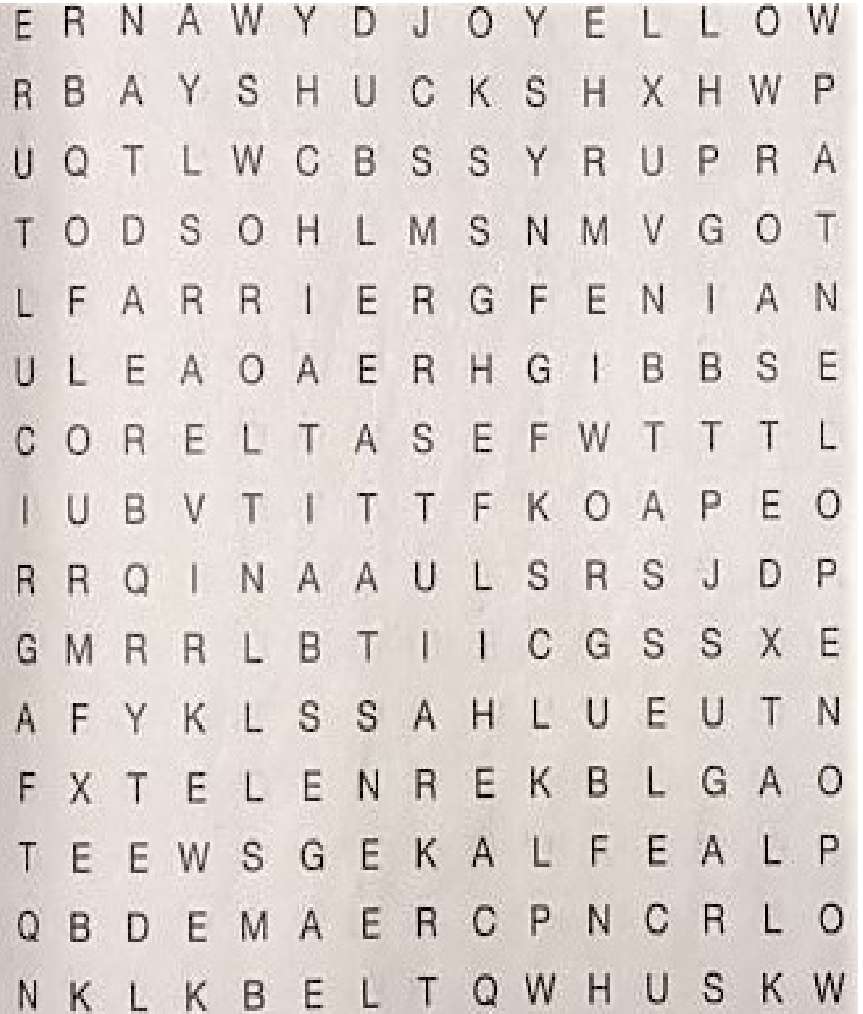 E R N A W Y D J O Y E L L O W
R B A Y S H U C K S H X H W P
U Q T L W C B S S Y R U P R A
T O D S O H L M S N M V G O T
L F A R R I E R G F E N I A N
U L E A O A E R H G I B B S E
C O R E L T A S E F W T T T L
I U B V T I T T F K O A P E O
R R Q I N A A U L S R S J D P
G M R R L B T I I C G S S X E
A F Y K L S S A H L U E U T N
F X T E L E N R E K B L G A O
T E E W S G E K A L F E A L P
Q B D E M A E R C P N C R L O
N K L K B E L T Q W H U S K W